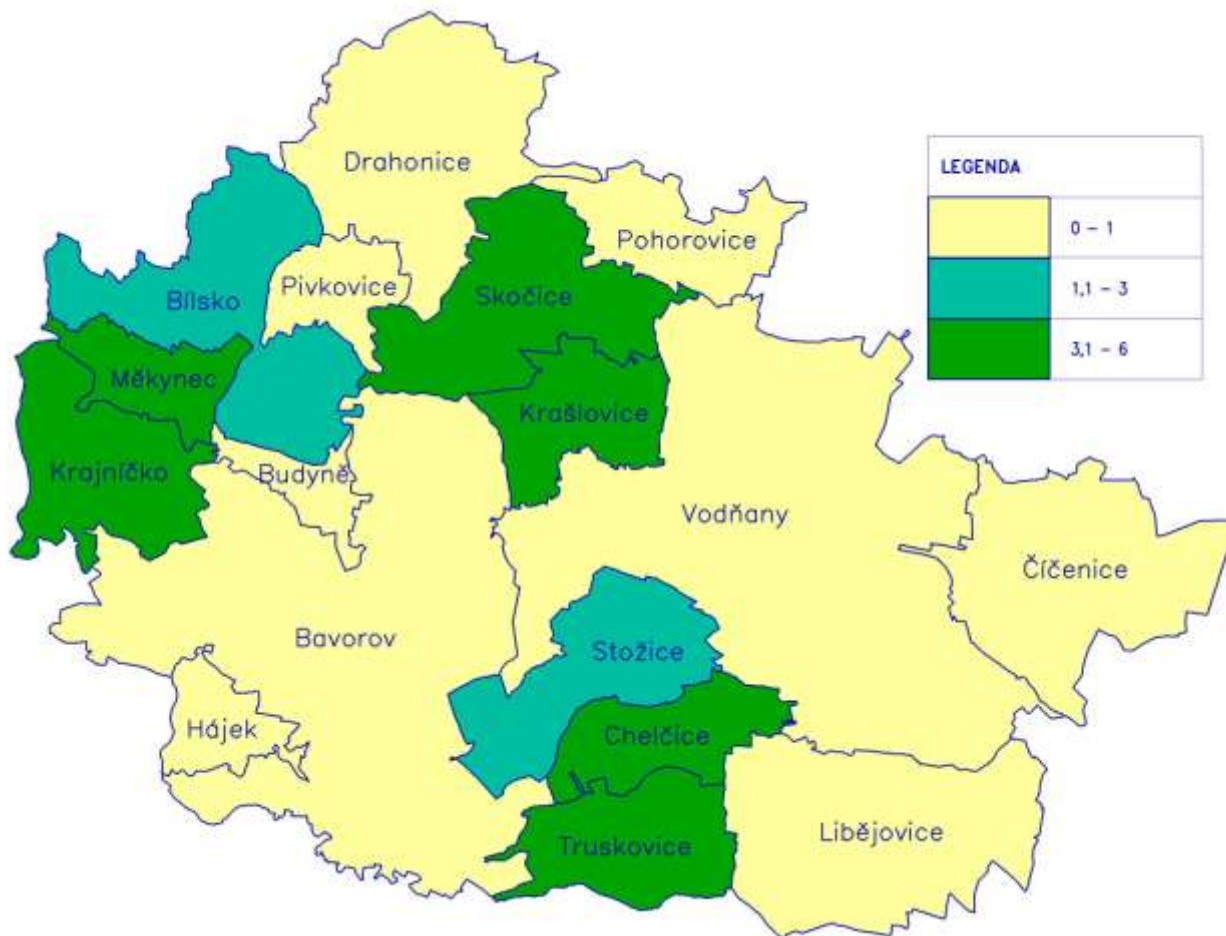 Drahonice
LEGENDA
0 – 1
Pohorovice
Pivkovice
Skočice
Bílsko
1,1 – 3
3,1 – 6
Měkynec
Krašlovice
Krajníčko
Budyně
Vodňany
Číčenice
Bavorov
Stožice
Hájek
Chelčice
Libějovice
Truskovice